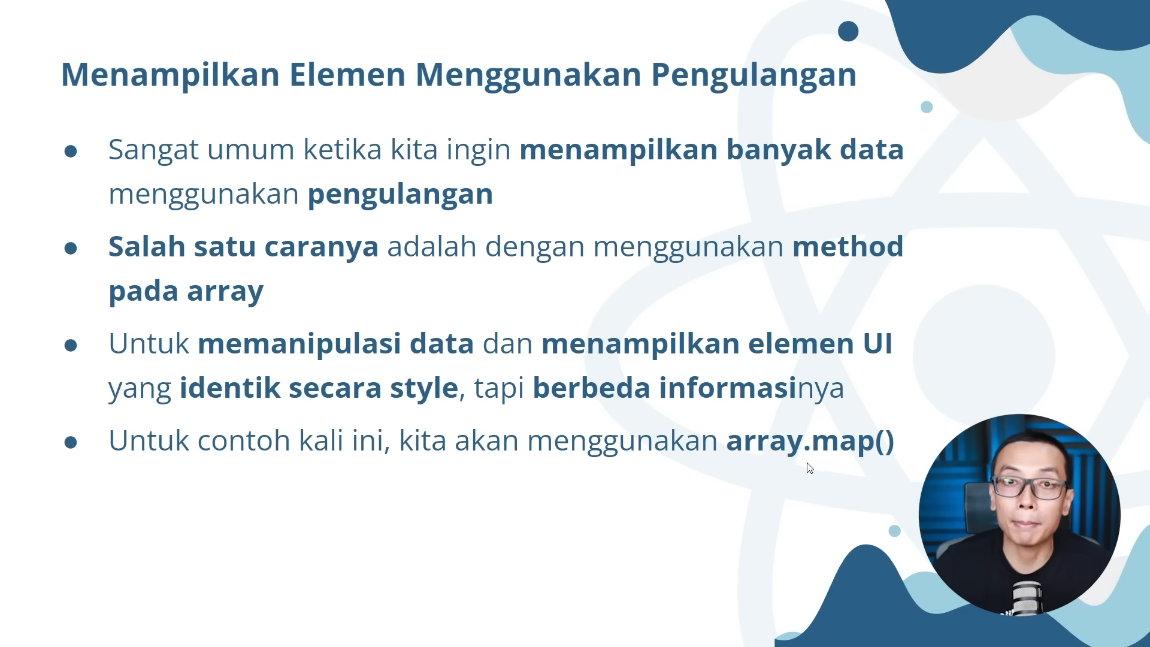 Menampilkan Elemen Menggunakan Pengulangan
● Sangat umum ketika kita ingin menampilkan banyak data
menggunakan pengulangan
● Salah satu caranya adalah dengan menggunakan method
pada array
● Untuk memanipulasi data dan menampilkan elemen UI
yang identik secara style, tapi berbeda informasinya
● Untuk contoh kali ini, kita akan menggunakan array.map()